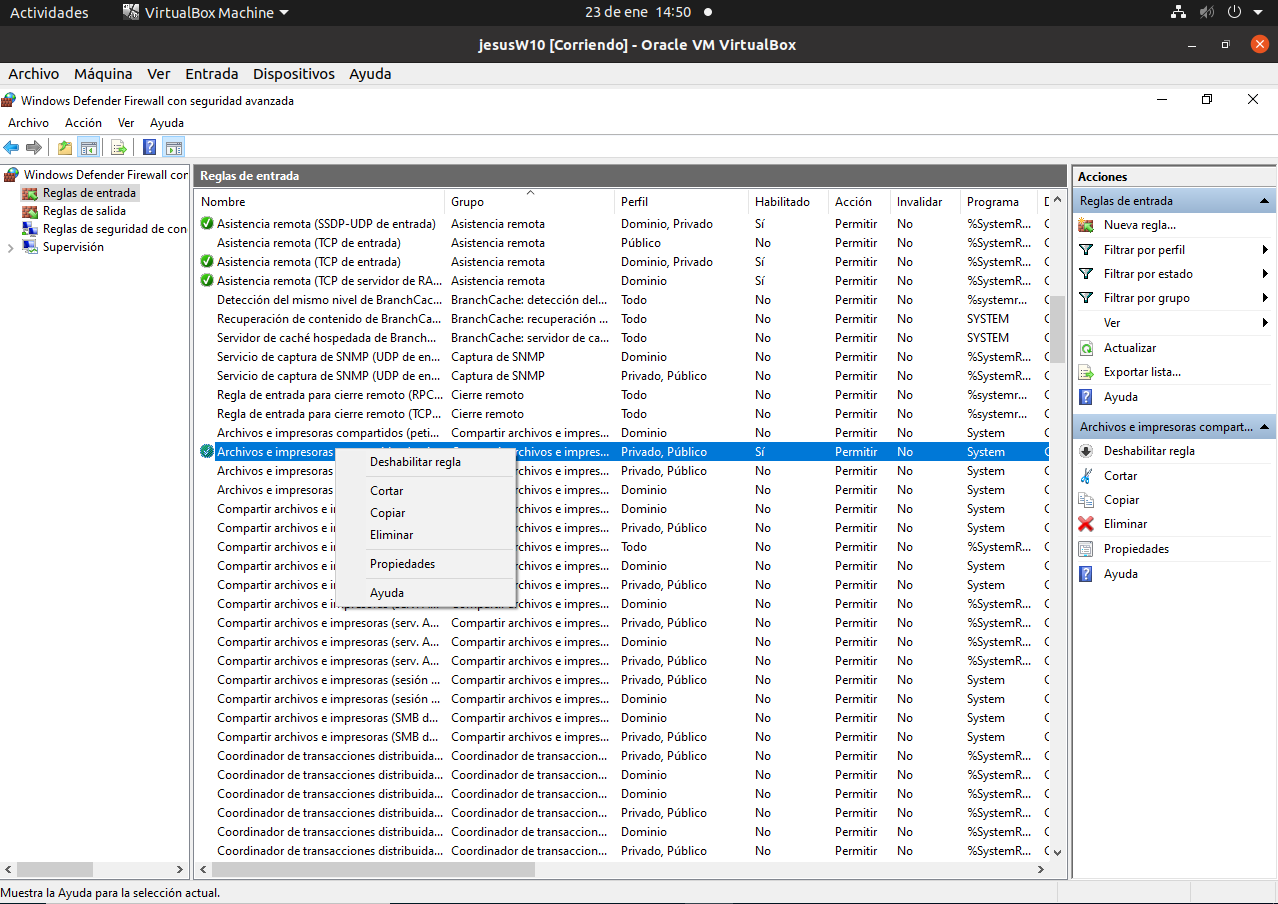 Actividades VirtualBox Machine 23 de ene 14:50
jesusW10 [Corriendo] - Oracle VM VirtualBox
Archivo Máquina Ver Entrada Dispositivos Ayuda
Windows Defender Firewall con seguridad avanzada
Archivo Acción Ver Ayuda
Windows Defender Firewall cor
Reglas de entrada
Reglas de salida
Reglas de seguridad de con
Supervisión
Reglas de entrada
Nombre Grupo Perfil Habilitado Acción Invalidar Programa
Asistencia remota (SSDP-UDP de entrada) Asistencia remota Dominio, Privado Sí Permitir No %SystemR...
Asistencia remota (TCP de entrada) Asistencia remota Público No Permitir No %SystemR...
Asistencia remota (TCP de entrada) Asistencia remota Dominio, Privado Sí Permitir No %SystemR...
Asistencia remota (TCP de servidor de RA... Asistencia remota Dominio Sí Permitir No %SystemR...
Detección del mismo nivel de BranchCac... BranchCache: detección del... Todo No Permitir No %systemr...
Recuperación de contenido de BranchCa... BranchCache: recuperación ... Todo No Permitir No SYSTEM
Servidor de caché hospedada de Branch... BranchCache: servidor de ca... Todo No Permitir No SYSTEM
Servicio de captura de SNMP (UDP de en... Captura de SNMP Dominio No Permitir No %SystemR...
Servicio de captura de SNMP (UDP de en... Captura de SNMP Privado, Público No Permitir No %SystemR...
Regla de entrada para cierre remoto (RPC... Cierre remoto Todo No Permitir No %systemr...
Regla de entrada para cierre remoto (TCP... Cierre remoto Todo No Permitir No %systemr...
Archivos e impresoras compartidos (peti... Compartir archivos e impres... Dominio No Permitir No System
Archivos e impresoras archivos e impres... Privado, Público Sí Permitir No System
Archivos e impresoras archivos e impres... Privado, Público No Permitir No System
Archivos e impresoras archivos e impres... Dominio No Permitir No System
Compartir archivos e i archivos e impres... Dominio No Permitir No System
Compartir archivos e i archivos e impres... Privado, Público No Permitir No System
Compartir archivos e i archivos e impres... Todo No Permitir No %SystemR...
Compartir archivos e i archivos e impres... Dominio No Permitir No System
Compartir archivos e i archivos e impres... Privado, Público No Permitir No System
Compartir archivos e impresoras (serv. A... Compartir archivos e impres... Dominio No Permitir No %SystemR...
Compartir archivos e impresoras (serv. A... Compartir archivos e impres... Privado, Público No Permitir No %SystemR...
Compartir archivos e impresoras (serv. A... Compartir archivos e impres... Dominio No Permitir No %SystemR...
Compartir archivos e impresoras (serv. A... Compartir archivos e impres... Privado, Público No Permitir No %SystemR...
Compartir archivos e impresoras (sesión ... Compartir archivos e impres... Privado, Público No Permitir No System
Compartir archivos e impresoras (sesión ... Compartir archivos e impres... Dominio No Permitir No System
Compartir archivos e impresoras (SMB d... Compartir archivos e impres... Dominio No Permitir No System
Compartir archivos e impresoras (SMB d... Compartir archivos e impres... Privado, Público No Permitir No System
Coordinador de transacciones distribuida... Coordinador de transaccion... Privado, Público No Permitir No %SystemR...
Coordinador de transacciones distribuida... Coordinador de transaccion... Dominio No Permitir No %SystemR...
Coordinador de transacciones distribuida... Coordinador de transaccion... Dominio No Permitir No %SystemR...
Coordinador de transacciones distribuida... Coordinador de transaccion... Privado, Público No Permitir No %SystemR...
Coordinador de transacciones distribuida... Coordinador de transaccion... Dominio No Permitir No %SystemR...
Coordinador de transacciones distribuida... Coordinador de transaccion... Privado, Público No Permitir No %SystemR...
Deshabilitar regla
Cortar
Copiar
Eliminar
Propiedades
Ayuda
Acciones
Reglas de entrada
Nueva regla...
Filtrar por perfil
Filtrar por estado
Filtrar por grupo
Ver
Actualizar
Exportar lista...
Ayuda
Archivos e impresoras compart...
Deshabilitar regla
Cortar
Copiar
Eliminar
Propiedades
Ayuda
Muestra la Ayuda para la selección actual.